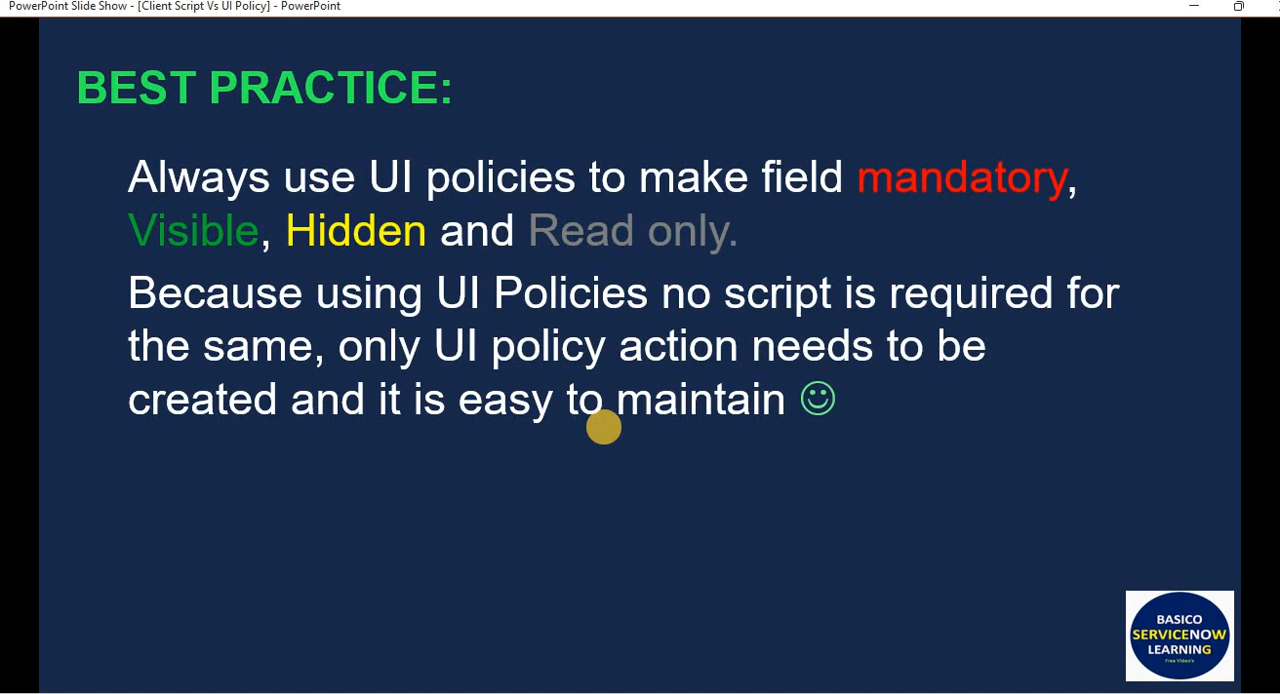 PowerPoint Slide Show - [Client Script Vs UI Policy] - PowerPoint
BEST PRACTICE:
Always use UI policies to make field mandatory,
Visible, Hidden and Read only.
Because using UI Policies no script is required for
the same, only UI policy action needs to be
created and it is easy to maintain ☺
BASICO
SERVICENOW
LEARNING
Free Video's